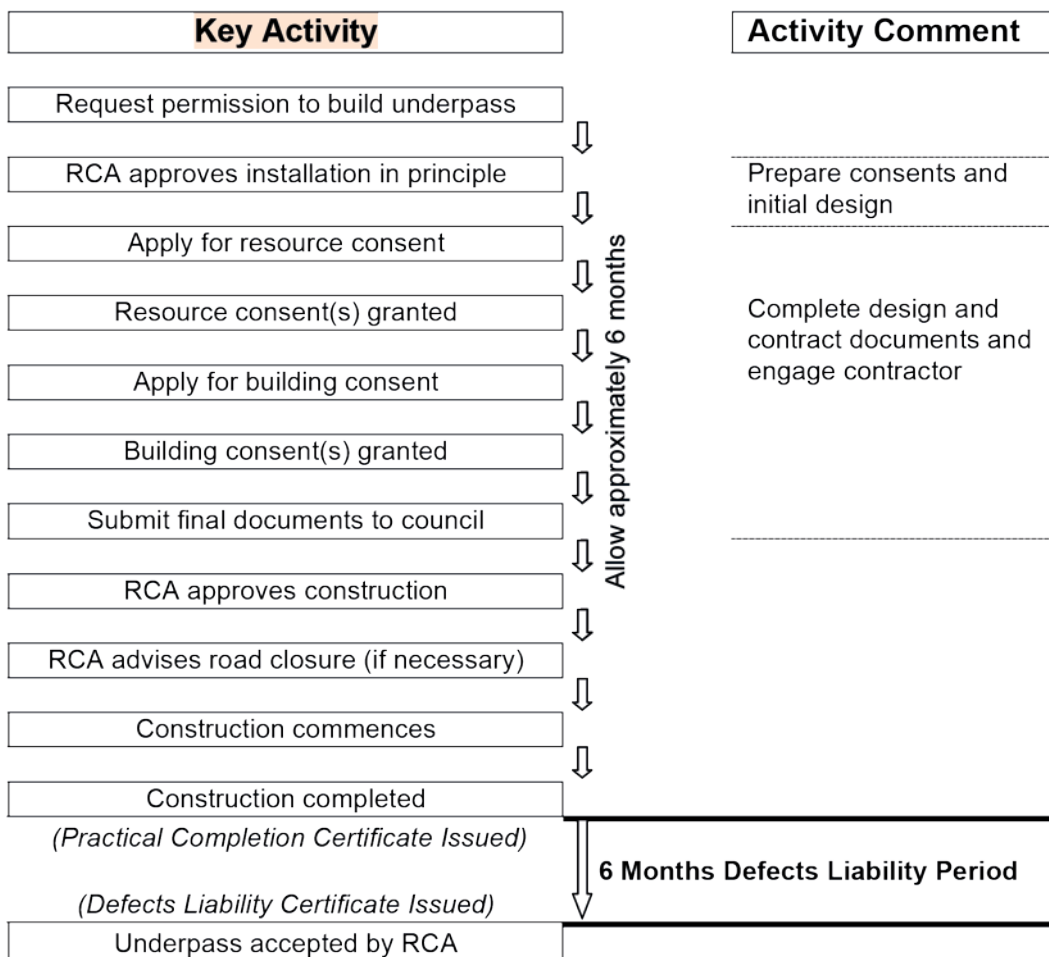 Key Activity
Activity Comment
Request permission to build underpass
RCA approves installation in principle
Prepare consents and
initial design
Apply for resource consent
Resource consent(s) granted
Complete design and
contract documents and
engage contractor
Apply for building consent
Building consent(s) granted
Submit final documents to council
Allow approximately 6 months
RCA approves construction
RCA advises road closure (if necessary)
Construction commences
Construction completed
(Practical Completion Certificate Issued)
6 Months Defects Liability Period
(Defects Liability Certificate Issued)
Underpass accepted by RCA